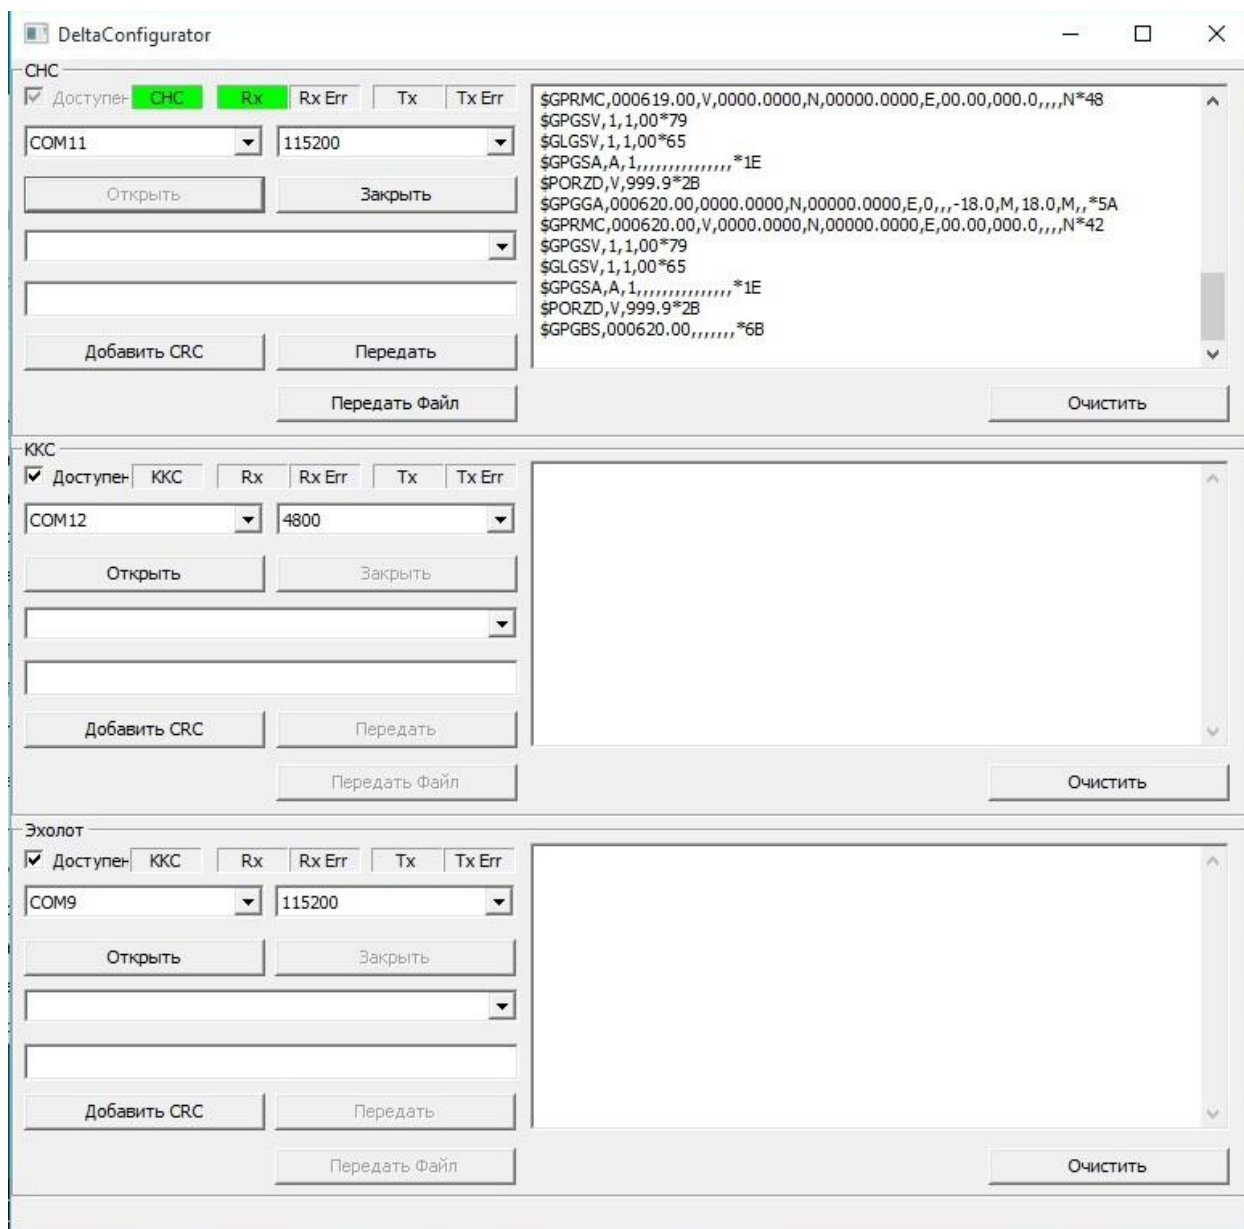 DeltaConfigurator
СНС
Доступен СНС Rx Rx Err Tx Tx Err
COM11 115200
Открыть Закрыть
Добавить CRC Передать
Передать Файл
$GPRMC,000619.00,V,0000.0000,N,00000.0000,E,00.00,000.0,,,,N*48
$GPGSV,1,1,00*79
$GLGSV,1,1,00*65
$GPGSA,A,1,,,,,,,,,,,,,,,*1E
$PORZD,V,999.9*2B
$GPGGA,000620.00,0000.0000,N,00000.0000,E,0,,,-18.0,M,18.0,M,,*5A
$GPRMC,000620.00,V,0000.0000,N,00000.0000,E,00.00,000.0,,,,N*42
$GPGSV,1,1,00*79
$GLGSV,1,1,00*65
$GPGSA,A,1,,,,,,,,,,,,,,,*1E
$PORZD,V,999.9*2B
$GPGBS,000620.00,,,,,,,*6B
Очистить
ККС
Доступен ККС Rx Rx Err Tx Tx Err
COM12 4800
Открыть Закрыть
Добавить CRC Передать
Передать Файл
Очистить
Эхолот
Доступен ККС Rx Rx Err Tx Tx Err
COM9 115200
Открыть Закрыть
Добавить CRC Передать
Передать Файл
Очистить